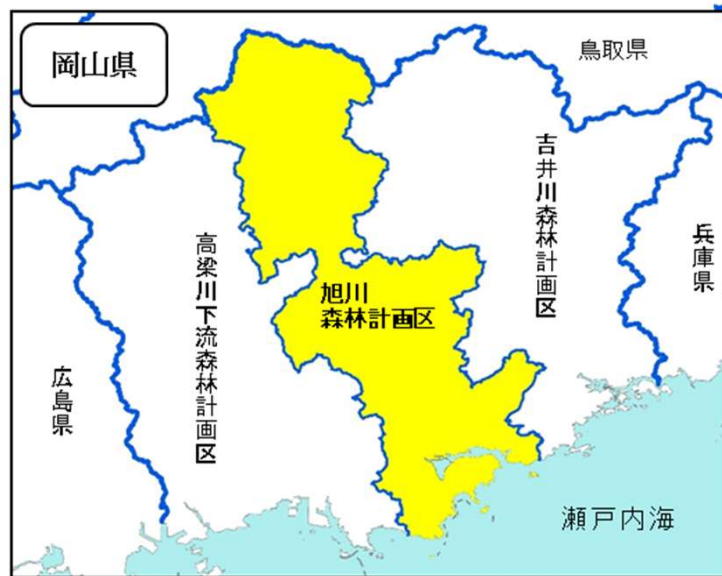 岡山県
鳥取県
吉井川森林計画区
兵庫県
高梁川下流森林計画区
旭川
森林計画区
広島県
瀬戸内海